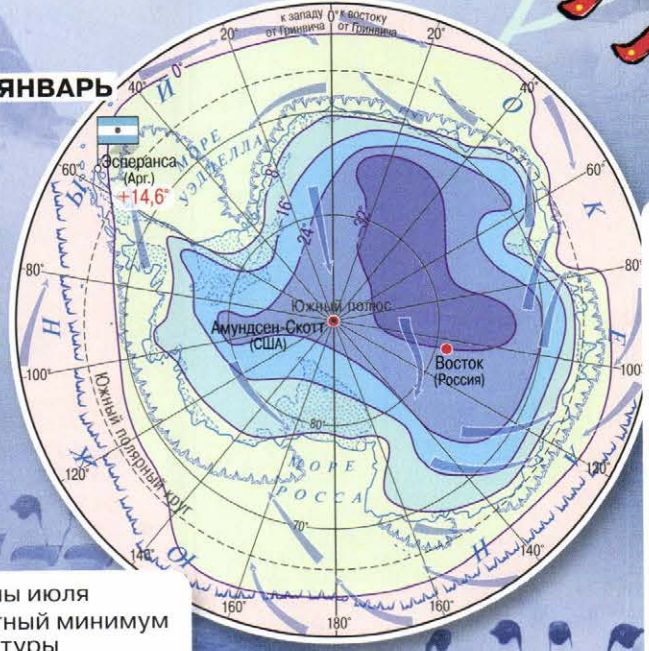 к западу 0° к востоку
от Гринвича от Гринвича
20° 20°
0°
ЯНВАРЬ
40° 40°
Й О
МОРЕ
УЭДДЕЛЛА
Эсперанса
(Арг.)
+14,6°
60° 60°
Ы К
-8°
-16°
-24° -32°
80° 80°
Южный полюс
Амундсен-Скотт
(США)
Восток
(Россия)
Н Е
100° 100°
80°
Южный полярный круг
МОРЕ
РОССА
120° 120°
Ж А
70°
140° 140°
Ю Н
160° 160°
180°
ны июля
тный минимум
туры